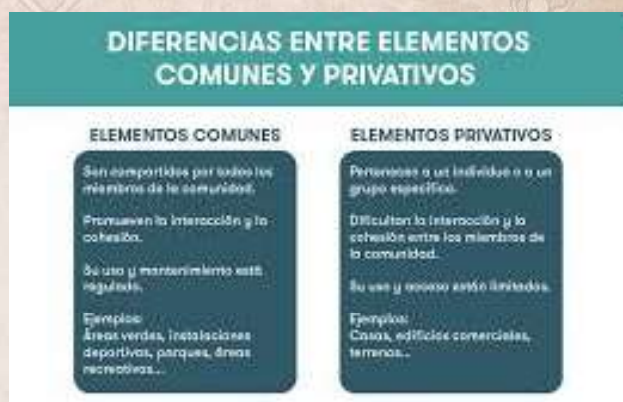 DIFERENCIAS ENTRE ELEMENTOS
COMUNES Y PRIVATIVOS
ELEMENTOS COMUNES
Son compartidos por todos los
miembros de la comunidad.
Promueven la interacción y la
cohesión.
Su uso y mantenimiento está
regulado.
Ejemplos:
Áreas verdes, instalaciones
deportivas, parques, áreas
recreativas...
ELEMENTOS PRIVATIVOS
Pertenecen a un individuo o a un
grupo específico.
Dificultan la interacción y la
cohesión entre los miembros de
la comunidad.
Su uso y acceso están limitados.
Ejemplos:
Casas, edificios comerciales,
terrenos...